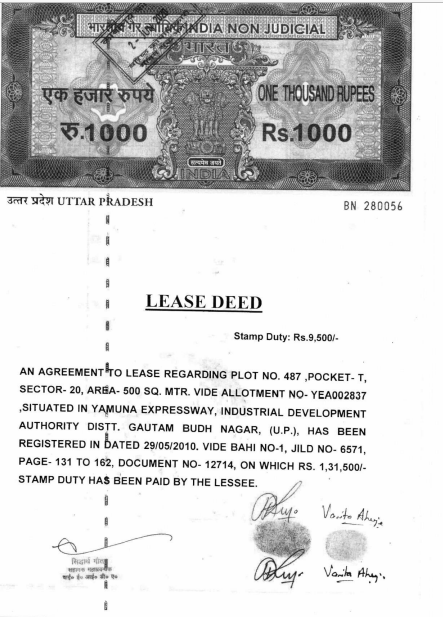 भारतीय गैर न्यायिक INDIA NON JUDICIAL
भारत
एक हजार रुपये
ONE THOUSAND RUPEES
रु.1000
Rs.1000
सत्यमेव जयते
INDIA
उत्तर प्रदेश UTTAR PRADESH
BN 280056
LEASE DEED
Stamp Duty: Rs.9,500/-
AN AGREEMENT TO LEASE REGARDING PLOT NO. 487 ,POCKET- T,
SECTOR- 20, AREA- 500 SQ. MTR. VIDE ALLOTMENT NO- YEA002837
,SITUATED IN YAMUNA EXPRESSWAY, INDUSTRIAL DEVELOPMENT
AUTHORITY DISTT. GAUTAM BUDH NAGAR, (U.P.), HAS BEEN
REGISTERED IN DATED 29/05/2010. VIDE BAHI NO-1, JILD NO- 6571,
PAGE- 131 TO 162, DOCUMENT NO- 12714, ON WHICH RS. 1,31,500/-
STAMP DUTY HAS BEEN PAID BY THE LESSEE.
Vanita Ahuja
Vanita Ahuja